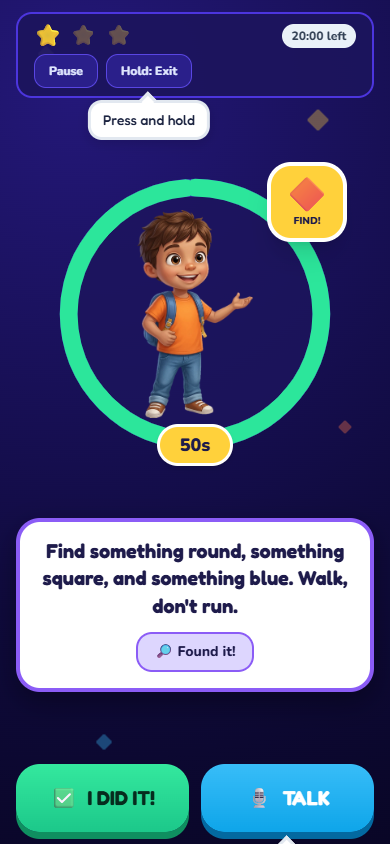 20:00 left
Pause
Hold: Exit
Press and hold
FIND!
50s
Find something round, something
square, and something blue. Walk,
don't run.
Found it!
I DID IT!
TALK